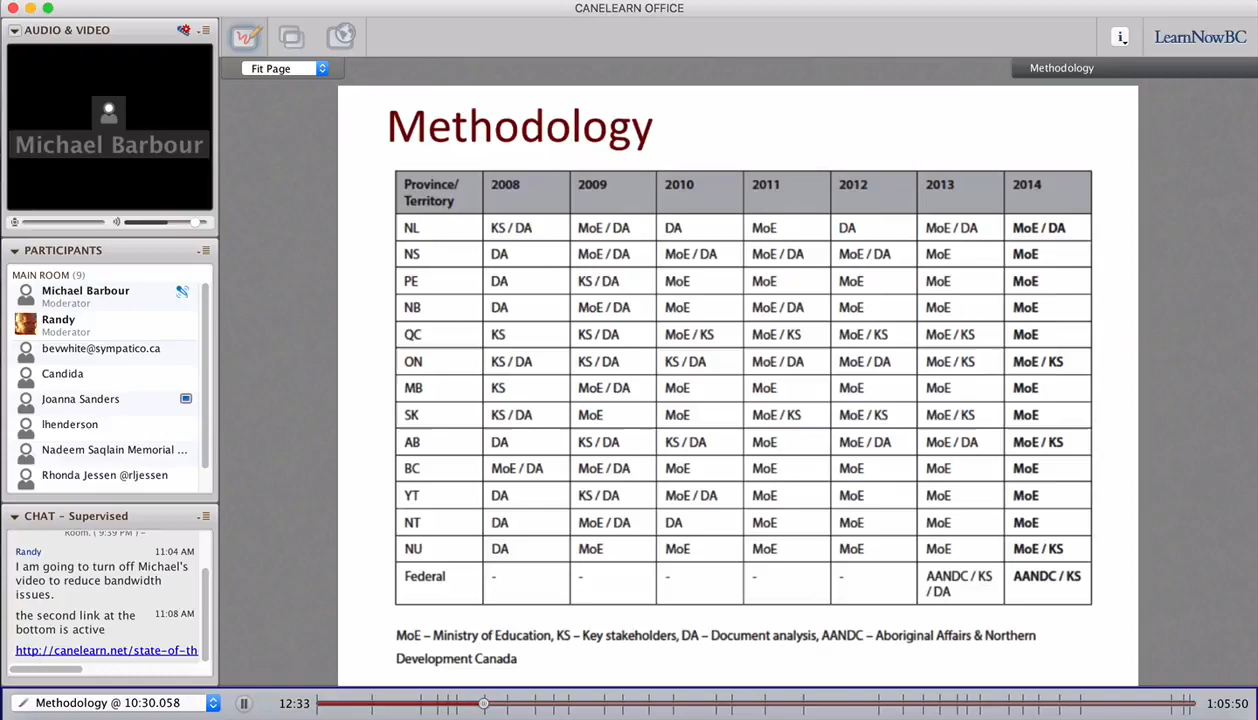 CANELEARN OFFICE
AUDIO & VIDEO
Michael Barbour
PARTICIPANTS
MAIN ROOM (9)
Michael Barbour
Moderator
Randy
Moderator
bevwhite@sympatico.ca
Candida
Joanna Sanders
lhenderson
Nadeem Saqlain Memorial ...
Rhonda Jessen @rljessen
CHAT – Supervised
Room. ( 9:39 PM ) –
Randy 11:04 AM
I am going to turn off Michael's
video to reduce bandwidth
issues.
the second link at the 11:08 AM
bottom is active
http://canelearn.net/state-of-th
Fit Page
i
LearnNowBC
Methodology
Methodology
Province/ Territory 2008 2009 2010 2011 2012 2013 2014
NL KS / DA MoE / DA DA MoE DA MoE / DA MoE / DA
NS DA MoE / DA MoE / DA MoE / DA MoE / DA MoE MoE
PE DA KS / DA MoE MoE MoE MoE MoE
NB DA MoE / DA MoE MoE / DA MoE MoE MoE
QC KS KS / DA MoE / KS MoE / KS MoE / KS MoE / KS MoE
ON KS / DA KS / DA KS / DA MoE / DA MoE / DA MoE / KS MoE / KS
MB KS MoE / DA MoE MoE MoE MoE MoE
SK KS / DA MoE MoE MoE / KS MoE / KS MoE / KS MoE
AB DA KS / DA KS / DA MoE MoE / DA MoE / DA MoE / KS
BC MoE / DA MoE / DA MoE MoE MoE MoE MoE
YT DA KS / DA MoE / DA MoE MoE MoE MoE
NT DA MoE / DA DA MoE MoE MoE MoE
NU DA MoE MoE MoE MoE MoE MoE / KS
Federal - - - - - AANDC / KS / DA AANDC / KS
MoE – Ministry of Education, KS – Key stakeholders, DA – Document analysis, AANDC – Aboriginal Affairs & Northern
Development Canada
Methodology @ 10:30.058
12:33
1:05:50